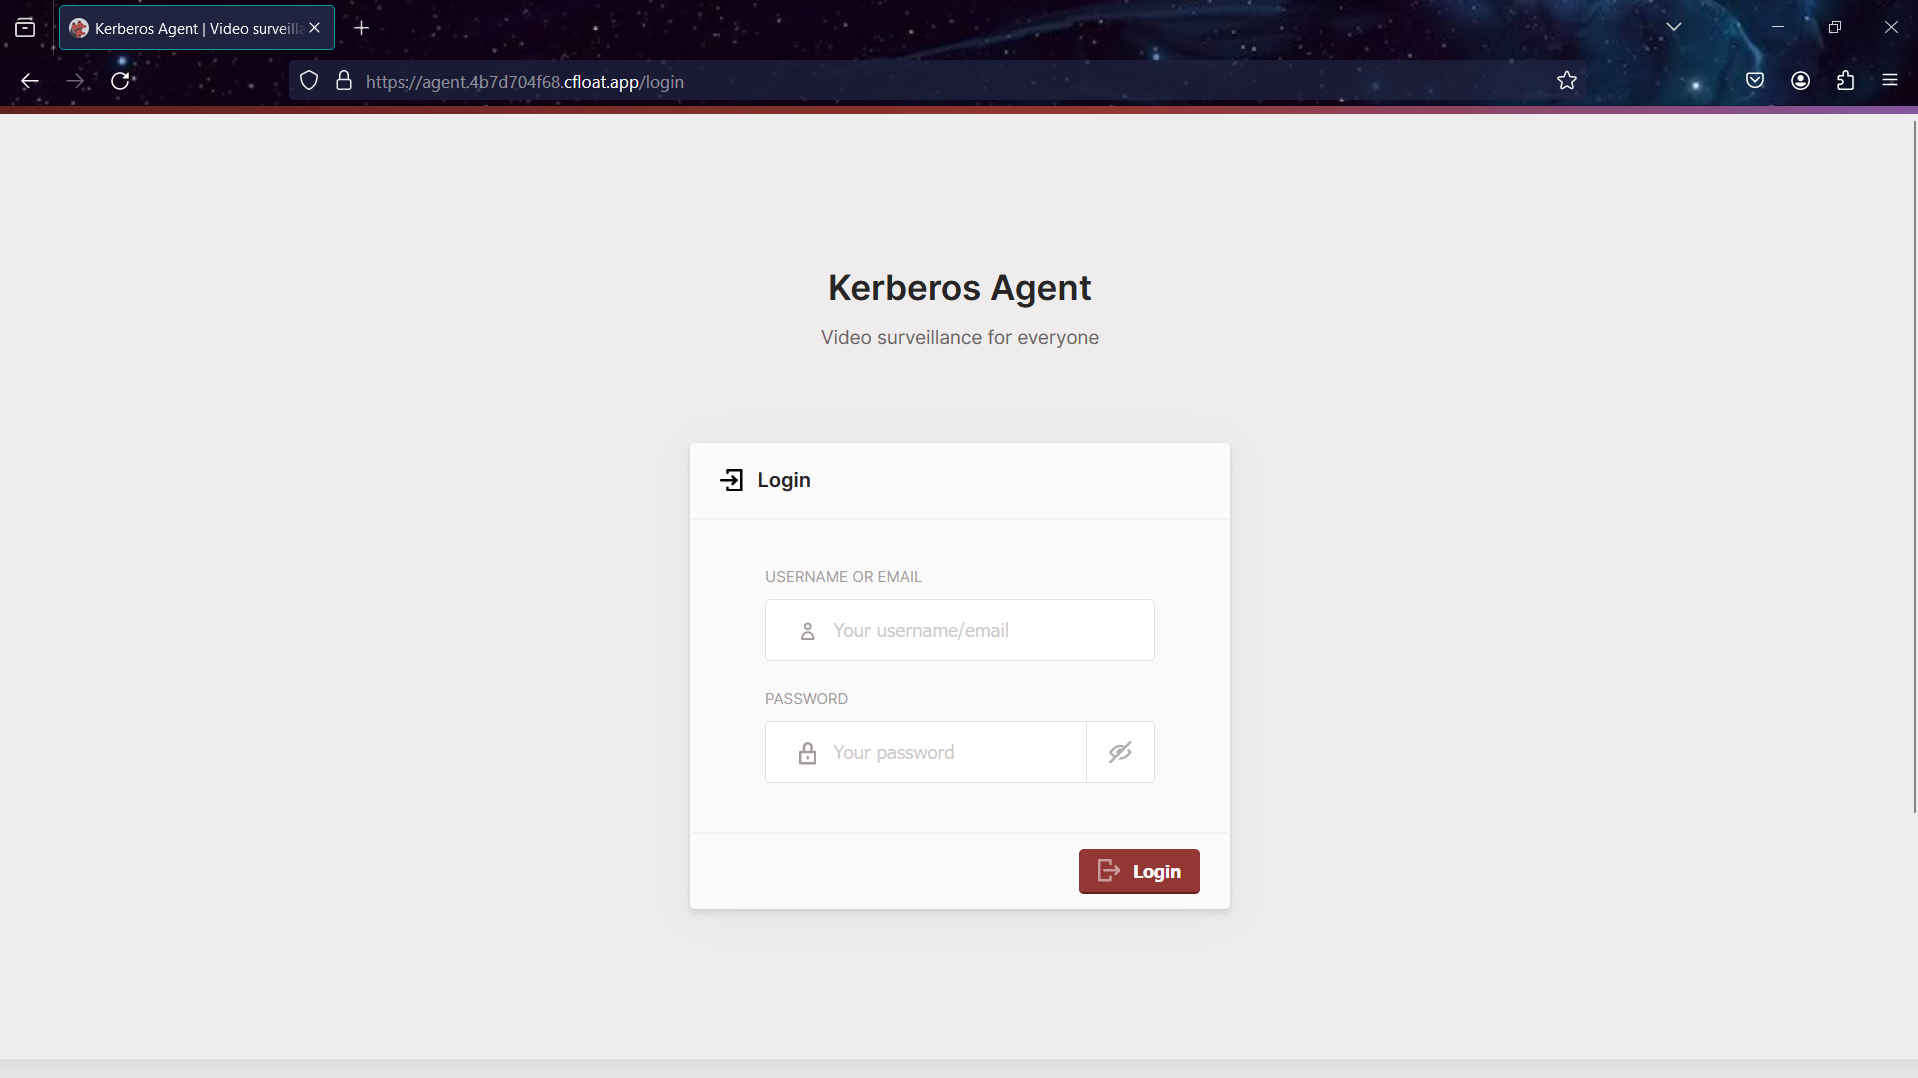 Kerberos Agent | Video surveilla
https://agent.4b7d704f68.cfloat.app/login
Kerberos Agent
Video surveillance for everyone
Login
USERNAME OR EMAIL
Your username/email
PASSWORD
Your password
Login